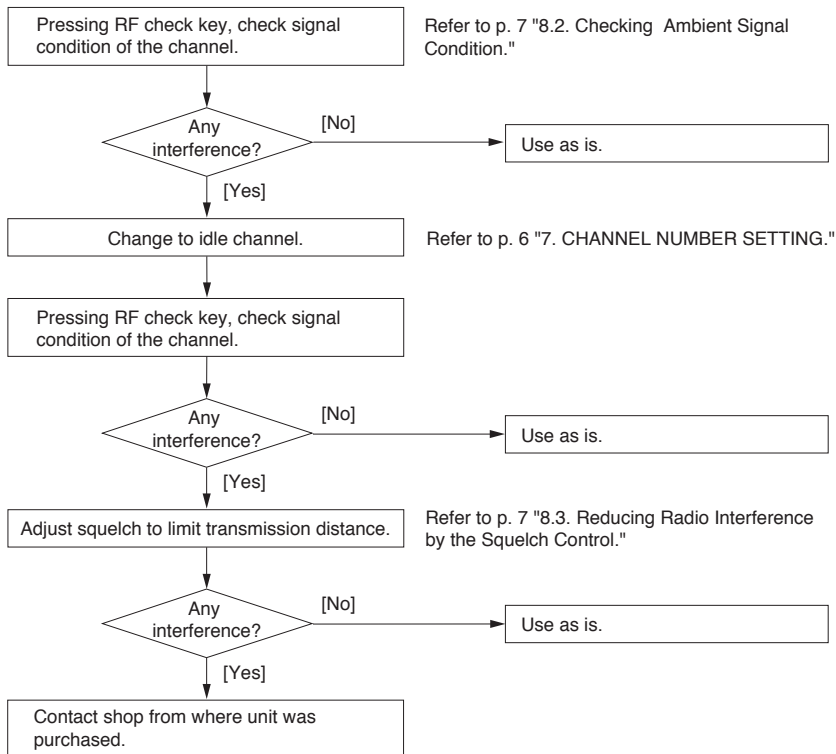 Pressing RF check key, check signal
condition of the channel.
Refer to p. 7 "8.2. Checking Ambient Signal
Condition."
Any
interference?
[No]
Use as is.
[Yes]
Change to idle channel.
Refer to p. 6 "7. CHANNEL NUMBER SETTING."
Pressing RF check key, check signal
condition of the channel.
Any
interference?
[No]
Use as is.
[Yes]
Adjust squelch to limit transmission distance.
Refer to p. 7 "8.3. Reducing Radio Interference
by the Squelch Control."
Any
interference?
[No]
Use as is.
[Yes]
Contact shop from where unit was
purchased.